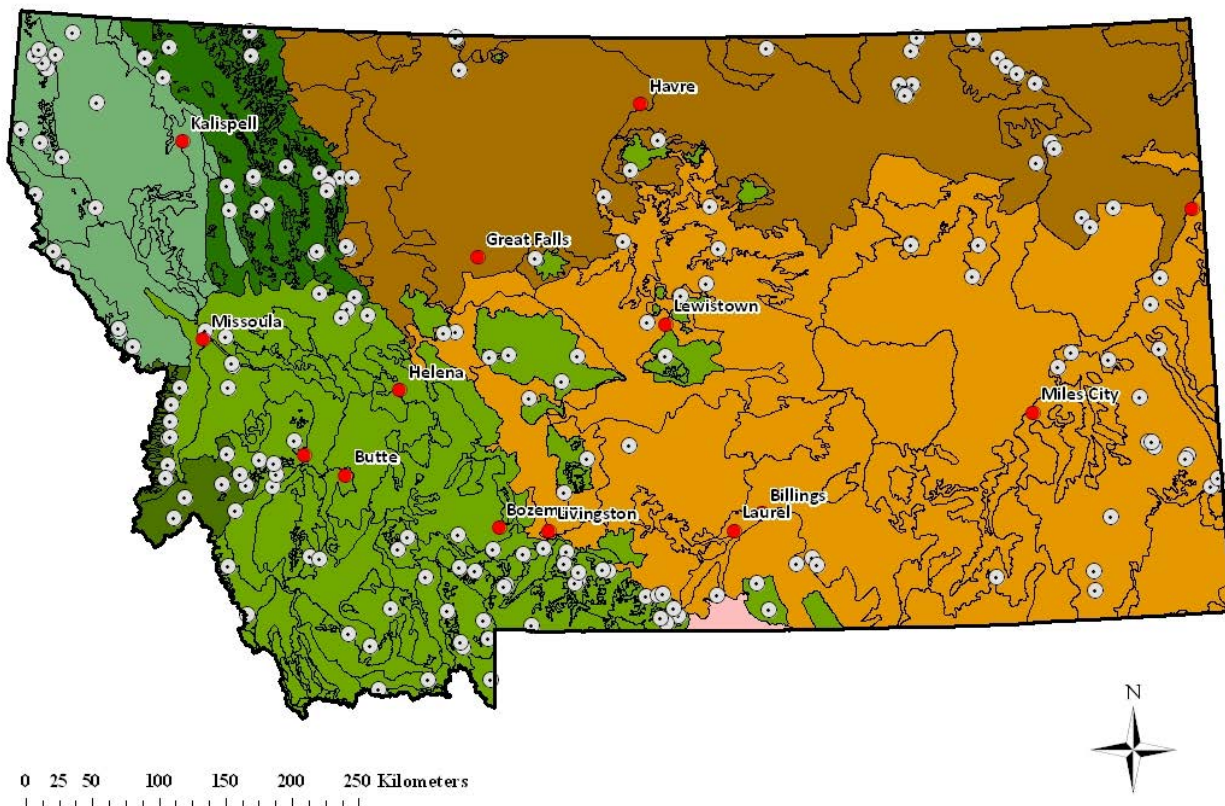 Havre
Kalispell
Great Falls
Lewistown
Missoula
Helena
Miles City
Butte
Billings
Bozem
Livingston
Laurel
N
0 25 50 100 150 200 250 Kilometers